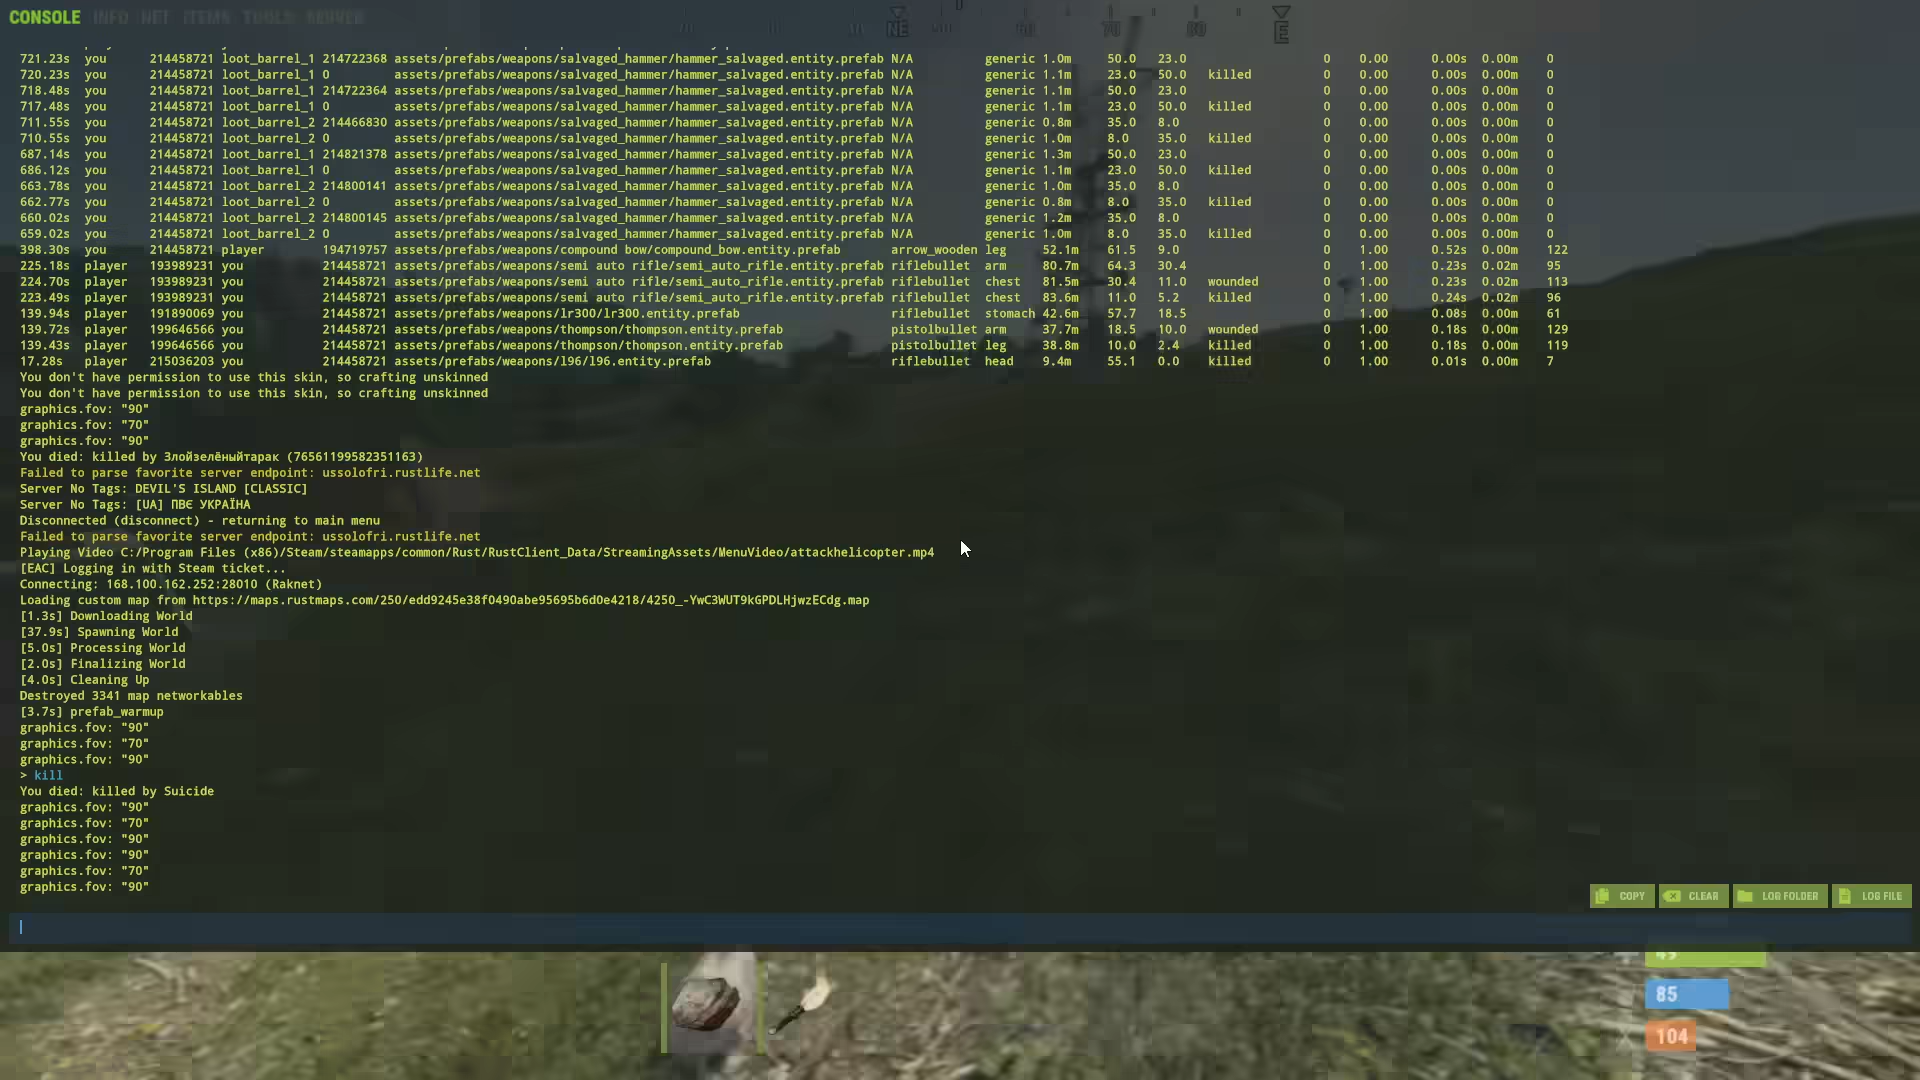 CONSOLE INFO NET ITEMS TOOLS SERVER
NE 60 70 80 E
721.23s you 214458721 loot_barrel_1 214722368 assets/prefabs/weapons/salvaged_hammer/hammer_salvaged.entity.prefab N/A generic 1.0m 50.0 23.0 0 0.00 0.00s 0.00m 0
720.23s you 214458721 loot_barrel_1 0 assets/prefabs/weapons/salvaged_hammer/hammer_salvaged.entity.prefab N/A generic 1.1m 23.0 50.0 killed 0 0.00 0.00s 0.00m 0
718.48s you 214458721 loot_barrel_1 214722364 assets/prefabs/weapons/salvaged_hammer/hammer_salvaged.entity.prefab N/A generic 1.1m 50.0 23.0 0 0.00 0.00s 0.00m 0
717.48s you 214458721 loot_barrel_1 0 assets/prefabs/weapons/salvaged_hammer/hammer_salvaged.entity.prefab N/A generic 1.1m 23.0 50.0 killed 0 0.00 0.00s 0.00m 0
711.55s you 214458721 loot_barrel_2 214466830 assets/prefabs/weapons/salvaged_hammer/hammer_salvaged.entity.prefab N/A generic 0.8m 35.0 8.0 0 0.00 0.00s 0.00m 0
710.55s you 214458721 loot_barrel_2 0 assets/prefabs/weapons/salvaged_hammer/hammer_salvaged.entity.prefab N/A generic 1.0m 8.0 35.0 killed 0 0.00 0.00s 0.00m 0
687.14s you 214458721 loot_barrel_1 214821378 assets/prefabs/weapons/salvaged_hammer/hammer_salvaged.entity.prefab N/A generic 1.3m 50.0 23.0 0 0.00 0.00s 0.00m 0
686.12s you 214458721 loot_barrel_1 0 assets/prefabs/weapons/salvaged_hammer/hammer_salvaged.entity.prefab N/A generic 1.1m 23.0 50.0 killed 0 0.00 0.00s 0.00m 0
663.78s you 214458721 loot_barrel_2 214800141 assets/prefabs/weapons/salvaged_hammer/hammer_salvaged.entity.prefab N/A generic 1.0m 35.0 8.0 0 0.00 0.00s 0.00m 0
662.77s you 214458721 loot_barrel_2 0 assets/prefabs/weapons/salvaged_hammer/hammer_salvaged.entity.prefab N/A generic 0.8m 8.0 35.0 killed 0 0.00 0.00s 0.00m 0
660.02s you 214458721 loot_barrel_2 214800145 assets/prefabs/weapons/salvaged_hammer/hammer_salvaged.entity.prefab N/A generic 1.2m 35.0 8.0 0 0.00 0.00s 0.00m 0
659.02s you 214458721 loot_barrel_2 0 assets/prefabs/weapons/salvaged_hammer/hammer_salvaged.entity.prefab N/A generic 1.0m 8.0 35.0 killed 0 0.00 0.00s 0.00m 0
398.30s you 214458721 player 194719757 assets/prefabs/weapons/compound bow/compound_bow.entity.prefab arrow_wooden leg 52.1m 61.5 9.0 0 1.00 0.52s 0.00m 122
225.18s player 193989231 you 214458721 assets/prefabs/weapons/semi auto rifle/semi_auto_rifle.entity.prefab riflebullet arm 80.7m 64.3 30.4 0 1.00 0.23s 0.02m 95
224.70s player 193989231 you 214458721 assets/prefabs/weapons/semi auto rifle/semi_auto_rifle.entity.prefab riflebullet chest 81.5m 30.4 11.0 wounded 0 1.00 0.23s 0.02m 113
223.49s player 193989231 you 214458721 assets/prefabs/weapons/semi auto rifle/semi_auto_rifle.entity.prefab riflebullet chest 83.6m 11.0 5.2 killed 0 1.00 0.24s 0.02m 96
139.94s player 191890069 you 214458721 assets/prefabs/weapons/lr300/lr300.entity.prefab riflebullet stomach 42.6m 57.7 18.5 0 1.00 0.08s 0.00m 61
139.72s player 199646566 you 214458721 assets/prefabs/weapons/thompson/thompson.entity.prefab pistolbullet arm 37.7m 18.5 10.0 wounded 0 1.00 0.18s 0.00m 129
139.43s player 199646566 you 214458721 assets/prefabs/weapons/thompson/thompson.entity.prefab pistolbullet leg 38.8m 10.0 2.4 killed 0 1.00 0.18s 0.00m 119
17.28s player 215036203 you 214458721 assets/prefabs/weapons/l96/l96.entity.prefab riflebullet head 9.4m 55.1 0.0 killed 0 1.00 0.01s 0.00m 7
You don't have permission to use this skin, so crafting unskinned
You don't have permission to use this skin, so crafting unskinned
graphics.fov: "90"
graphics.fov: "70"
graphics.fov: "90"
You died: killed by Злойзелёныйтарак (76561199582351163)
Failed to parse favorite server endpoint: ussolofri.rustlife.net
Server No Tags: DEVIL'S ISLAND [CLASSIC]
Server No Tags: [UA] ПВЕ УКРАЇНА
Disconnected (disconnect) - returning to main menu
Failed to parse favorite server endpoint: ussolofri.rustlife.net
Playing Video C:/Program Files (x86)/Steam/steamapps/common/Rust/RustClient_Data/StreamingAssets/MenuVideo/attackhelicopter.mp4
[EAC] Logging in with Steam ticket...
Connecting: 168.100.162.252:28010 (Raknet)
Loading custom map from https://maps.rustmaps.com/250/edd9245e38f0490abe95695b6d0e4218/4250_-YwC3WUT9kGPDLHjwzECdg.map
[1.3s] Downloading World
[37.9s] Spawning World
[5.0s] Processing World
[2.0s] Finalizing World
[4.0s] Cleaning Up
Destroyed 3341 map networkables
[3.7s] prefab_warmup
graphics.fov: "90"
graphics.fov: "70"
graphics.fov: "90"
> kill
You died: killed by Suicide
graphics.fov: "90"
graphics.fov: "70"
graphics.fov: "90"
graphics.fov: "90"
graphics.fov: "70"
graphics.fov: "90"
COPY CLEAR LOG FOLDER LOG FILE
49
85
104